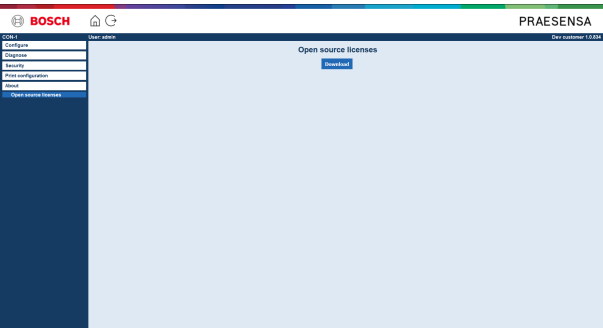 BOSCH
PRAESENSA
CON-1
User: admin
Dev customer 1.0.834
Configure
Diagnose
Security
Print configuration
About
Open source licenses
Open source licenses
Download